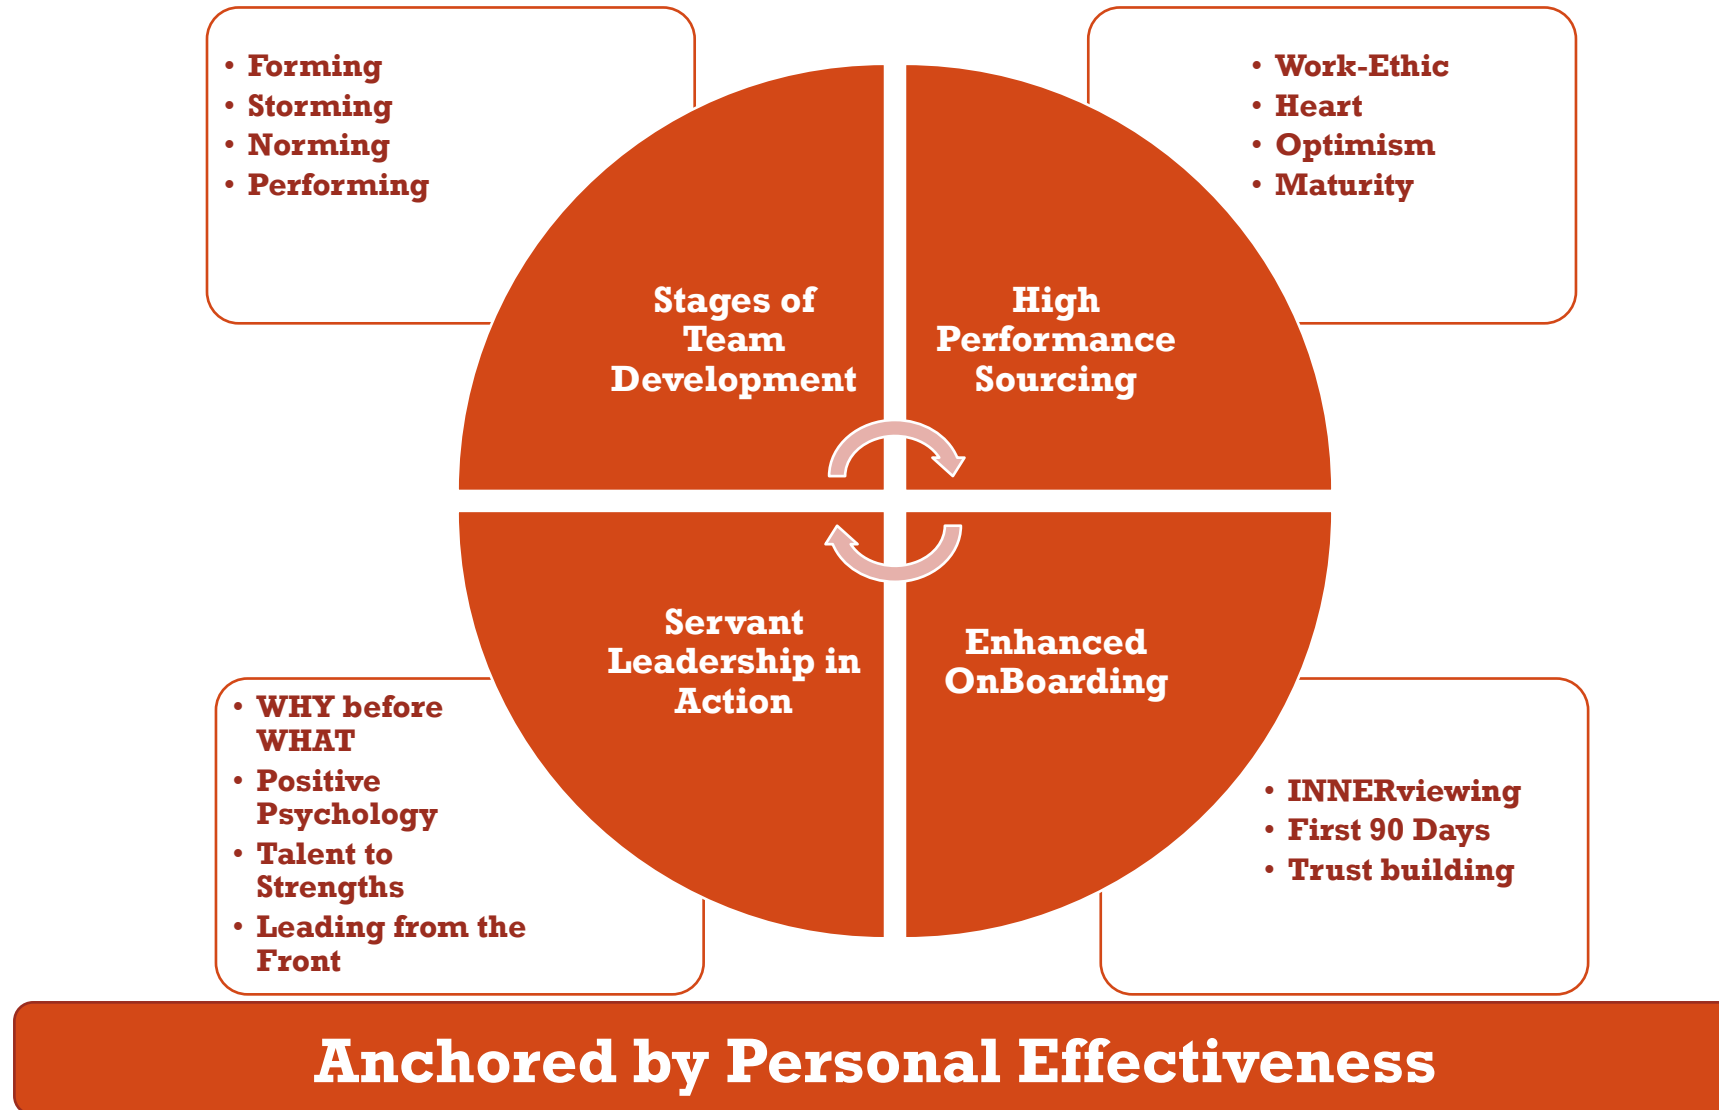 • Forming
• Storming
• Norming
• Performing
• Work-Ethic
• Heart
• Optimism
• Maturity
Stages of
Team
Development
High
Performance
Sourcing
Servant
Leadership in
Action
Enhanced
OnBoarding
• WHY before
WHAT
• Positive
Psychology
• Talent to
Strengths
• Leading from the
Front
• INNERviewing
• First 90 Days
• Trust building
Anchored by Personal Effectiveness